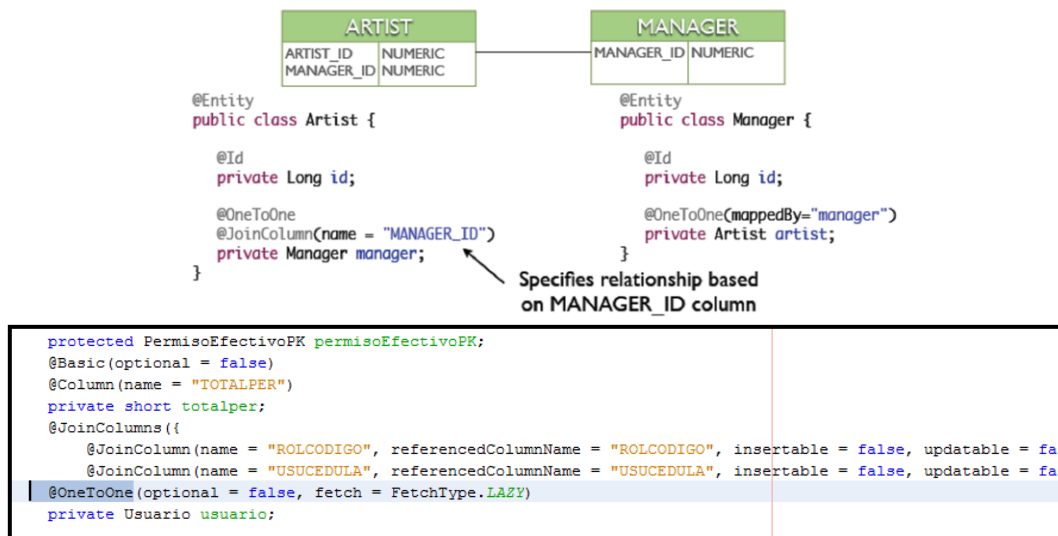 ARTIST
ARTIST_ID NUMERIC
MANAGER_ID NUMERIC
MANAGER
MANAGER_ID NUMERIC
@Entity
public class Artist {
@Id
private Long id;
@OneToOne
@JoinColumn(name = "MANAGER_ID")
private Manager manager;
}
@Entity
public class Manager {
@Id
private Long id;
@OneToOne(mappedBy="manager")
private Artist artist;
}
Specifies relationship based
on MANAGER_ID column
protected PermisoEfectivoPK permisoEfectivoPK;
@Basic(optional = false)
@Column(name = "TOTALPER")
private short totalper;
@JoinColumns({
@JoinColumn(name = "ROLCODIGO", referencedColumnName = "ROLCODIGO", insertable = false, updatable = fa
@JoinColumn(name = "USUCEDULA", referencedColumnName = "USUCEDULA", insertable = false, updatable = fa
@OneToOne(optional = false, fetch = FetchType.LAZY)
private Usuario usuario;